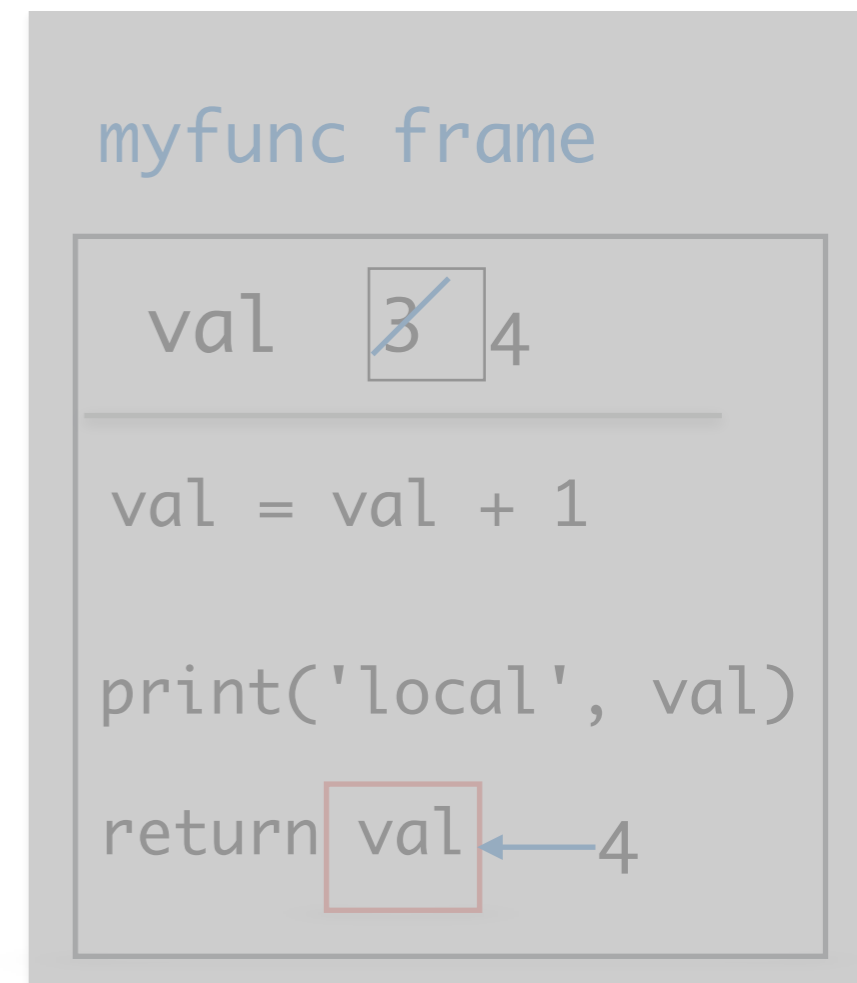 myfunc frame
val 3 4
val = val + 1
print('local', val)
return val 4